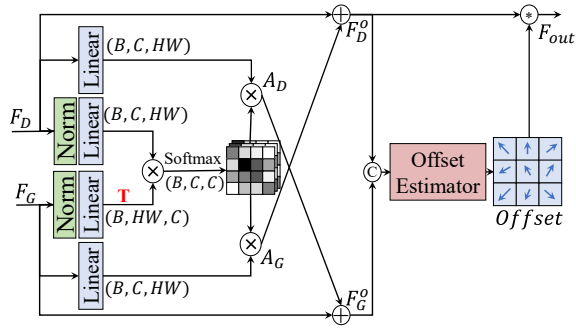 Linear
(B, C, HW)
F_D^o
F_out
A_D
F_D
Norm
Linear
(B, C, HW)
Softmax
(B, C, C)
T
F_G
Norm
Linear
(B, HW, C)
C
Offset
Estimator
Offset
Linear
(B, C, HW)
A_G
F_G^o